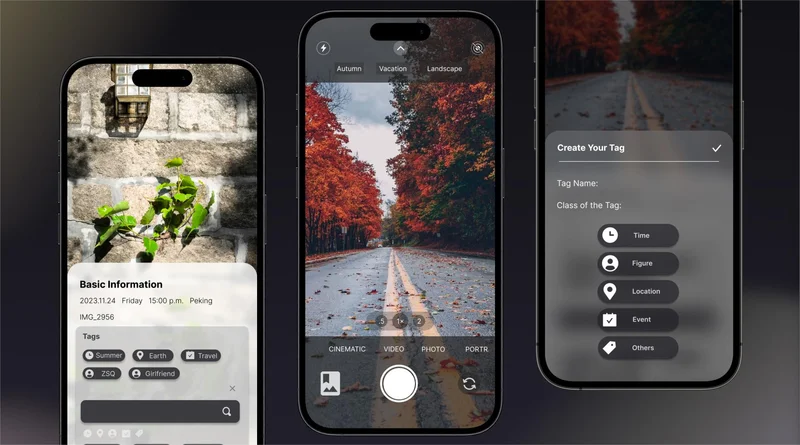 Basic Information
2023.11.24 Friday 15:00 p.m. Peking
IMG_2956
Tags
Summer Earth Travel
ZSQ Girlfriend
Autumn Vacation Landscape
.5 1× 2
CINEMATIC VIDEO PHOTO PORTR
Create Your Tag
Tag Name:
Class of the Tag:
Time
Figure
Location
Event
Others